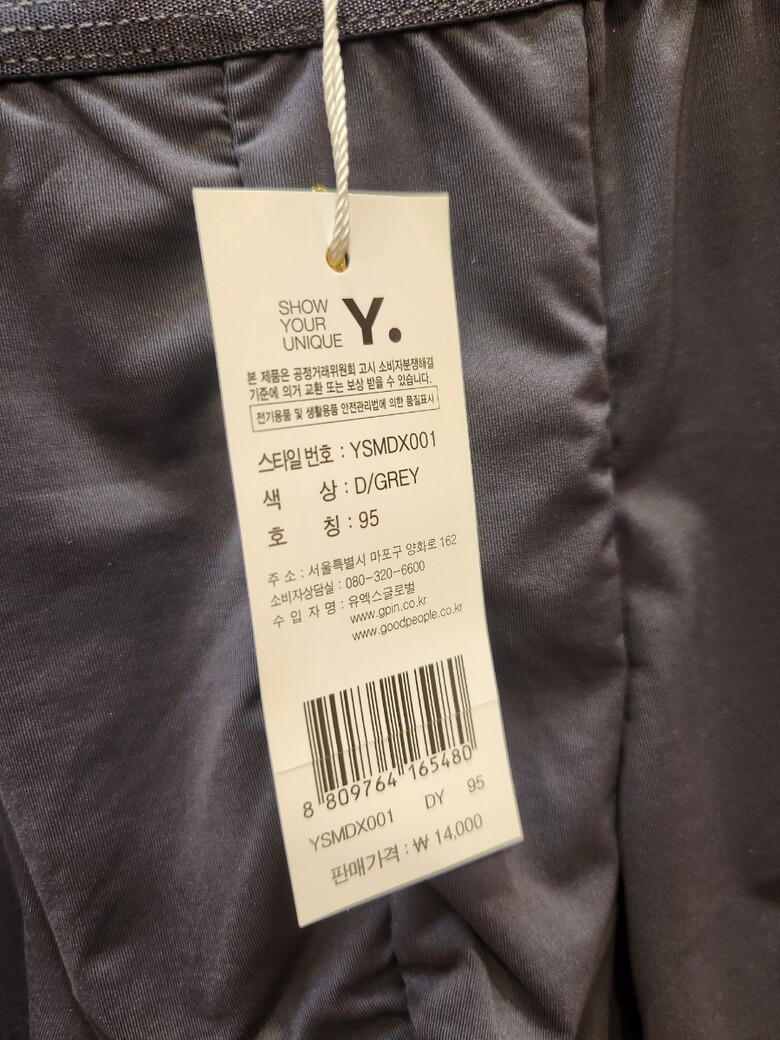 SHOW
YOUR
UNIQUE
Y.
본 제품은 공정거래위원회 고시 소비자분쟁해결
기준에 의거 교환 또는 보상 받을 수 있습니다.
전기용품 및 생활용품 안전관리법에 의한 품질표시
스타일 번호 : YSMDX001
색 상 : D/GREY
호 칭 : 95
주 소 : 서울특별시 마포구 양화로 162
소비자상담실 : 080-320-6600
수 입 자 명 : 유엑스글로벌
www.gpin.co.kr
www.goodpeople.co.kr
8 809764 165480
YSMDX001 DY 95
판매가격 : ₩ 14,000